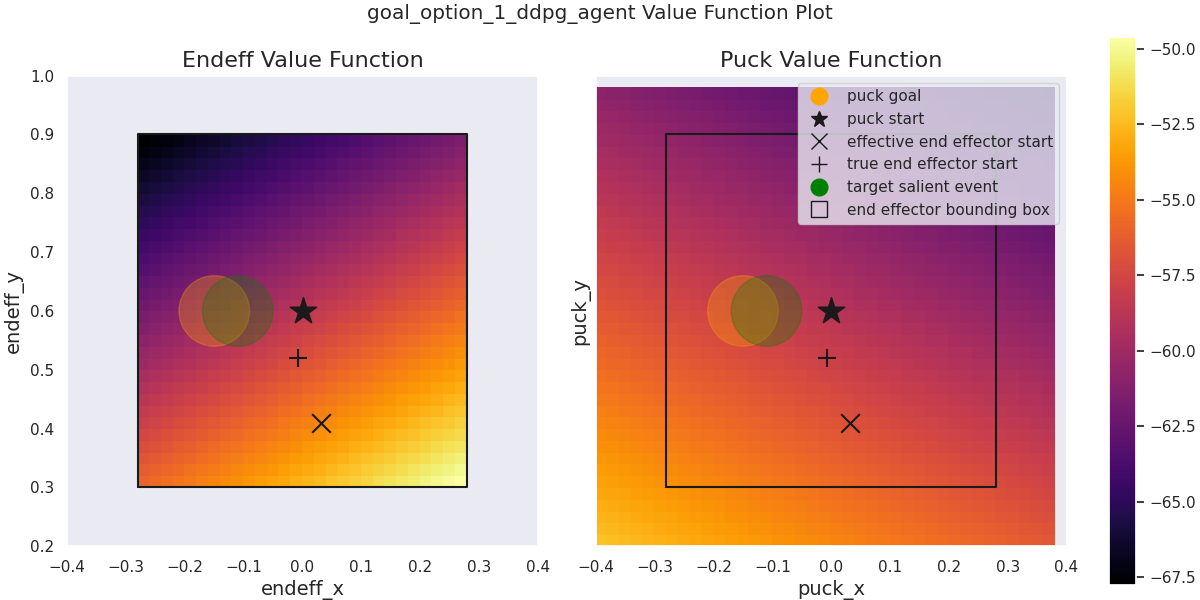 goal_option_1_ddpg_agent Value Function Plot
Endeff Value Function
endeff_y
1.0
0.9
0.8
0.7
0.6
0.5
0.4
0.3
0.2
−0.4 −0.3 −0.2 −0.1 0.0 0.1 0.2 0.3 0.4
endeff_x
Puck Value Function
puck goal
puck start
effective end effector start
true end effector start
target salient event
end effector bounding box
puck_y
−0.4 −0.3 −0.2 −0.1 0.0 0.1 0.2 0.3 0.4
puck_x
−50.0
−52.5
−55.0
−57.5
−60.0
−62.5
−65.0
−67.5